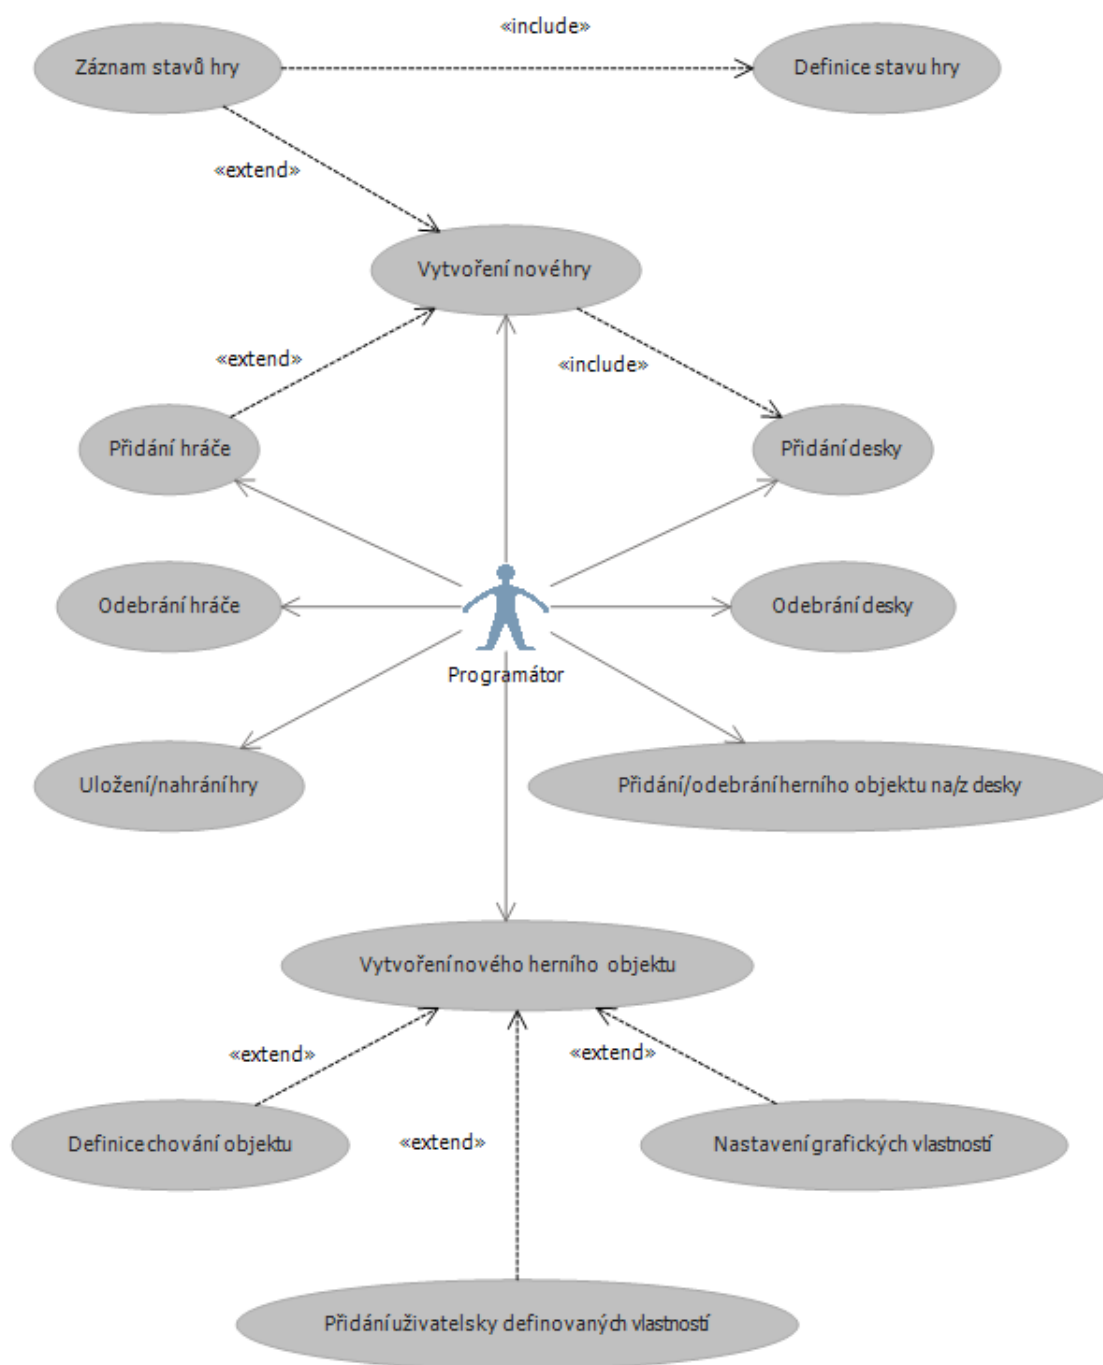 «include»
Záznam stavů hry
Definice stavu hry
«extend»
Vytvoření nové hry
«extend»
«include»
Přidání hráče
Přidání desky
Odebrání hráče
Odebrání desky
Programátor
Uložení/nahrání hry
Přidání/odebrání herního objektu na/z desky
Vytvoření nového herního objektu
«extend»
«extend»
Definice chování objektu
«extend»
Nastavení grafických vlastností
Přidání uživatelsky definovaných vlastností